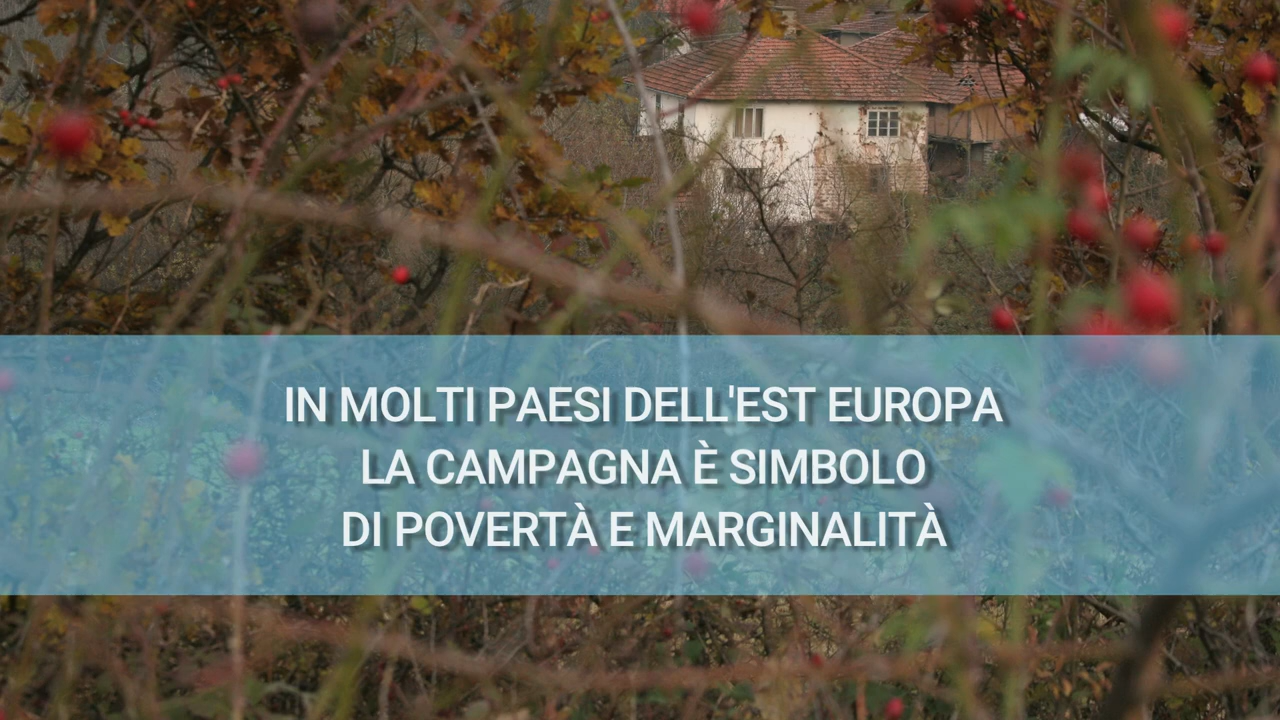 IN MOLTI PAESI DELL'EST EUROPA
LA CAMPAGNA È SIMBOLO
DI POVERTÀ E MARGINALITÀ